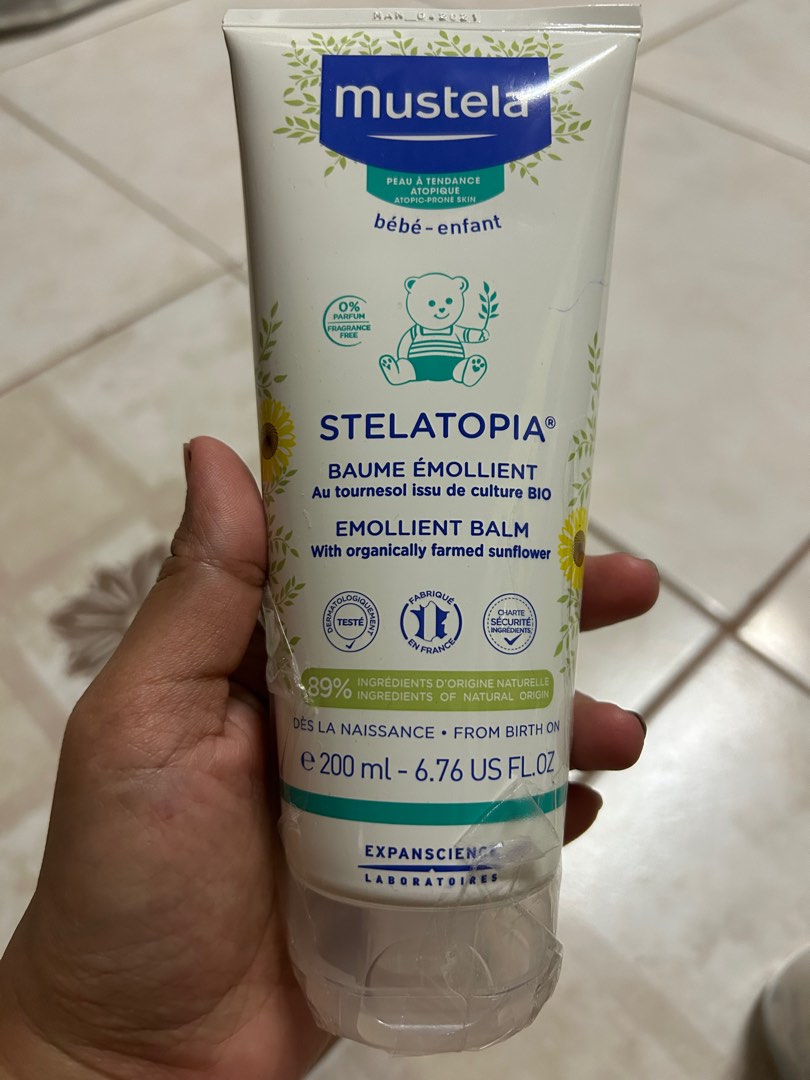 mustela
PEAU À TENDANCE
ATOPIQUE
ATOPIC-PRONE SKIN
bébé-enfant
0%
PARFUM
FRAGRANCE
FREE
STELATOPIA®
BAUME ÉMOLLIENT
Au tournesol issu de culture BIO
EMOLLIENT BALM
With organically farmed sunflower
DERMATOLOGIQUEMENT
TESTÉ
FABRIQUÉ
EN FRANCE
CHARTE
SÉCURITÉ
INGRÉDIENTS
89% INGRÉDIENTS D'ORIGINE NATURELLE
INGREDIENTS OF NATURAL ORIGIN
DÈS LA NAISSANCE • FROM BIRTH ON
e 200 ml - 6.76 US FL.OZ
EXPANSCIENCE
LABORATOIRES